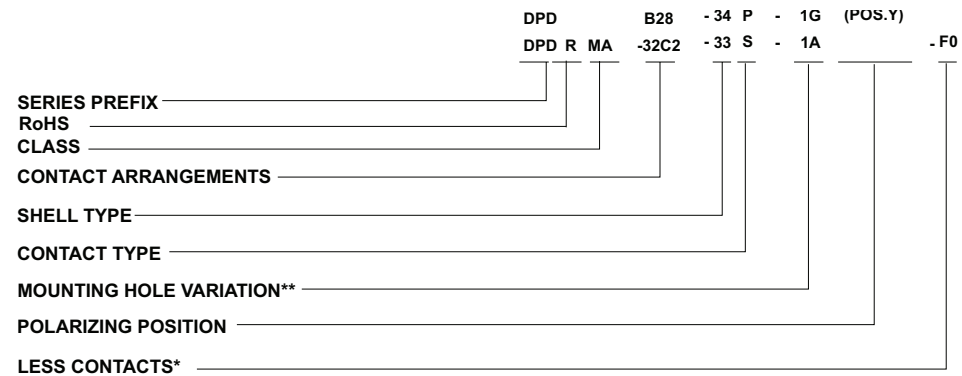 DPD B28 - 34 P - 1G (POS.Y)
DPD R MA -32C2 - 33 S - 1A - F0
SERIES PREFIX
RoHS
CLASS
CONTACT ARRANGEMENTS
SHELL TYPE
CONTACT TYPE
MOUNTING HOLE VARIATION**
POLARIZING POSITION
LESS CONTACTS*